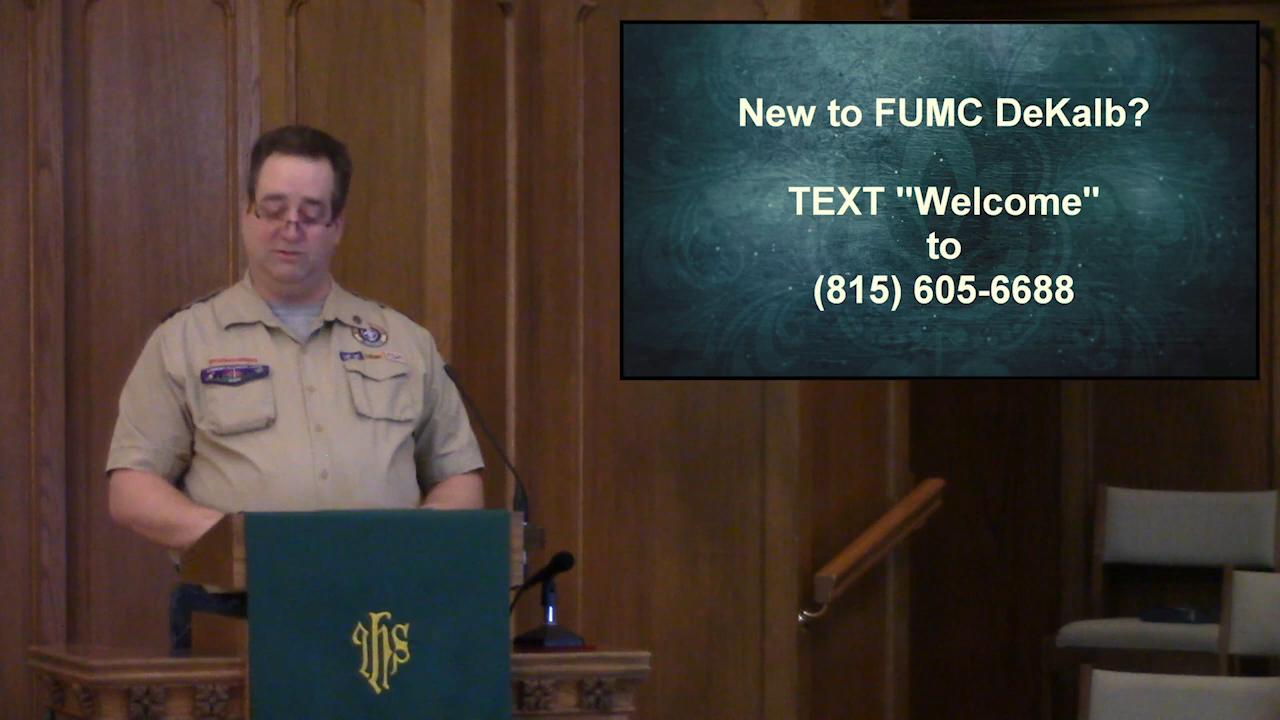 New to FUMC DeKalb?
TEXT "Welcome"
to
(815) 605-6688
IHS